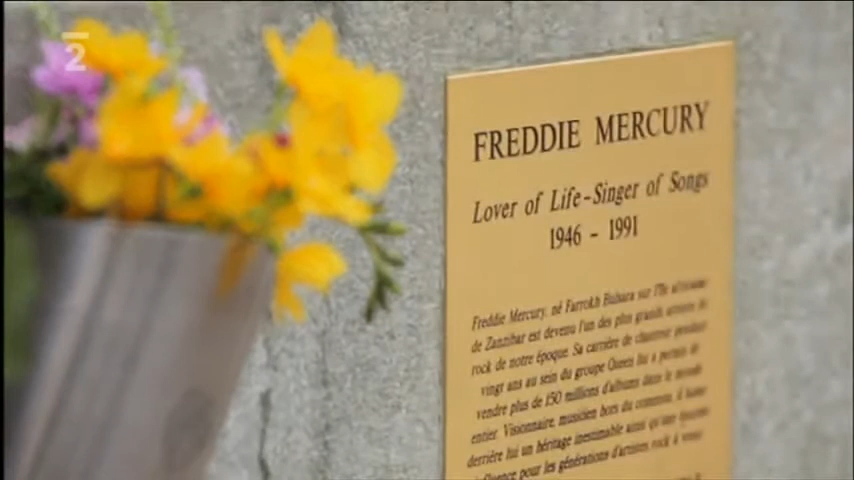 2
FREDDIE MERCURY
Lover of Life-Singer of Songs
1946 - 1991
Freddie Mercury, né Farrokh Bulsara sur l'île africaine
de Zanzibar est devenu l'un des plus grands artistes de
rock de notre époque. Sa carrière de chanteur pendant
vingt ans au sein du groupe Queen lui a permis de
vendre plus de 150 millions d'albums dans le monde
entier. Visionnaire, musicien hors du commun, il laisse
derrière lui un héritage inestimable ainsi qu'une
influence pour les générations d'artistes rock à venir.